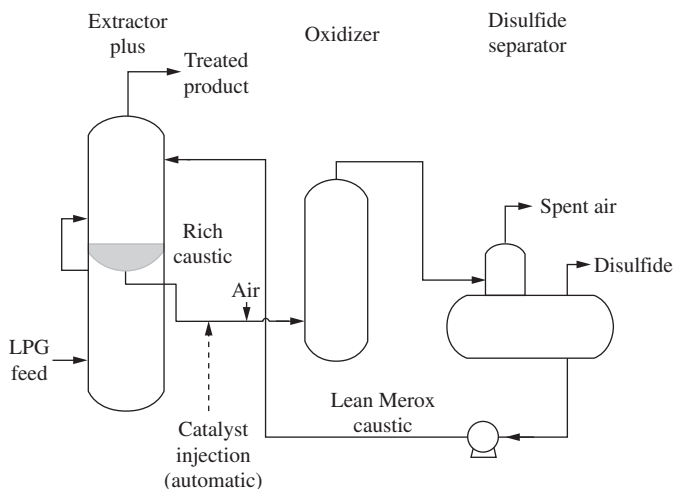 Extractor
plus
Oxidizer
Disulfide
separator
Treated
product
Spent air
Rich
caustic
Disulfide
Air
LPG
feed
Lean Merox
caustic
Catalyst
injection
(automatic)